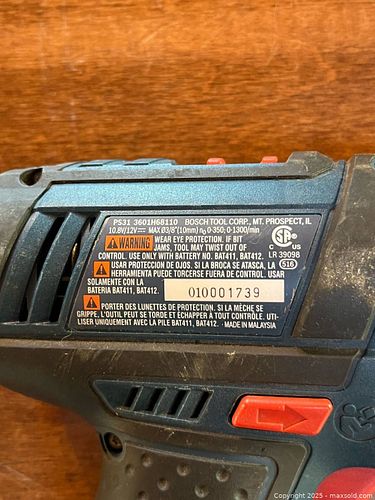 PS31 3601H68110 BOSCH TOOL CORP., MT. PROSPECT, IL
10.8V/12V⎓ MAX Ø3/8"(10mm) n₀ 0-350; 0-1300/min
WARNING WEAR EYE PROTECTION. IF BIT
JAMS, TOOL MAY TWIST OUT OF
CONTROL. USE ONLY WITH BATTERY NO. BAT411, BAT412.
USAR PROTECCION DE OJOS. SI LA BROCA SE ATASCA, LA
HERRAMIENTA PUEDE TORCERSE FUERA DE CONTROL. USAR
SOLAMENTE CON LA
BATERIA BAT411, BAT412.
010001739
PORTER DES LUNETTES DE PROTECTION. SI LA MÈCHE SE
GRIPPE, L'OUTIL PEUT SE TORDE ET ÉCHAPPER À TOUT CONTRÔLE. UTI-
LISER UNIQUEMENT AVEC LA PILE BAT411, BAT412. · MADE IN MALAYSIA
C US
LR 39098
516
Copyright © 2025 - maxsold.com